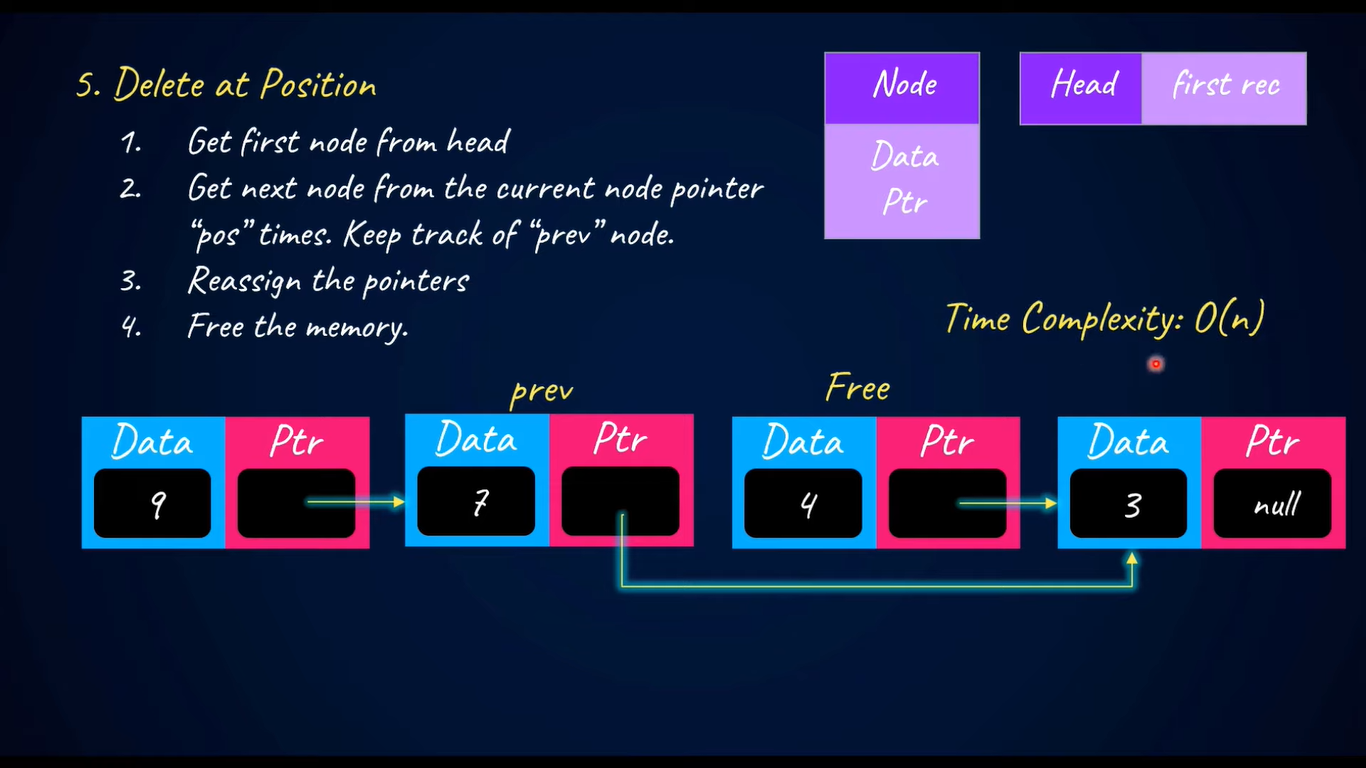 5. Delete at Position
1. Get first node from head
2. Get next node from the current node pointer
“pos” times. Keep track of “prev” node.
3. Reassign the pointers
4. Free the memory.
Node
Data
Ptr
Head first rec
Time Complexity: O(n)
prev
Free
Data Ptr
9
Data Ptr
7
Data Ptr
4
Data Ptr
3 null